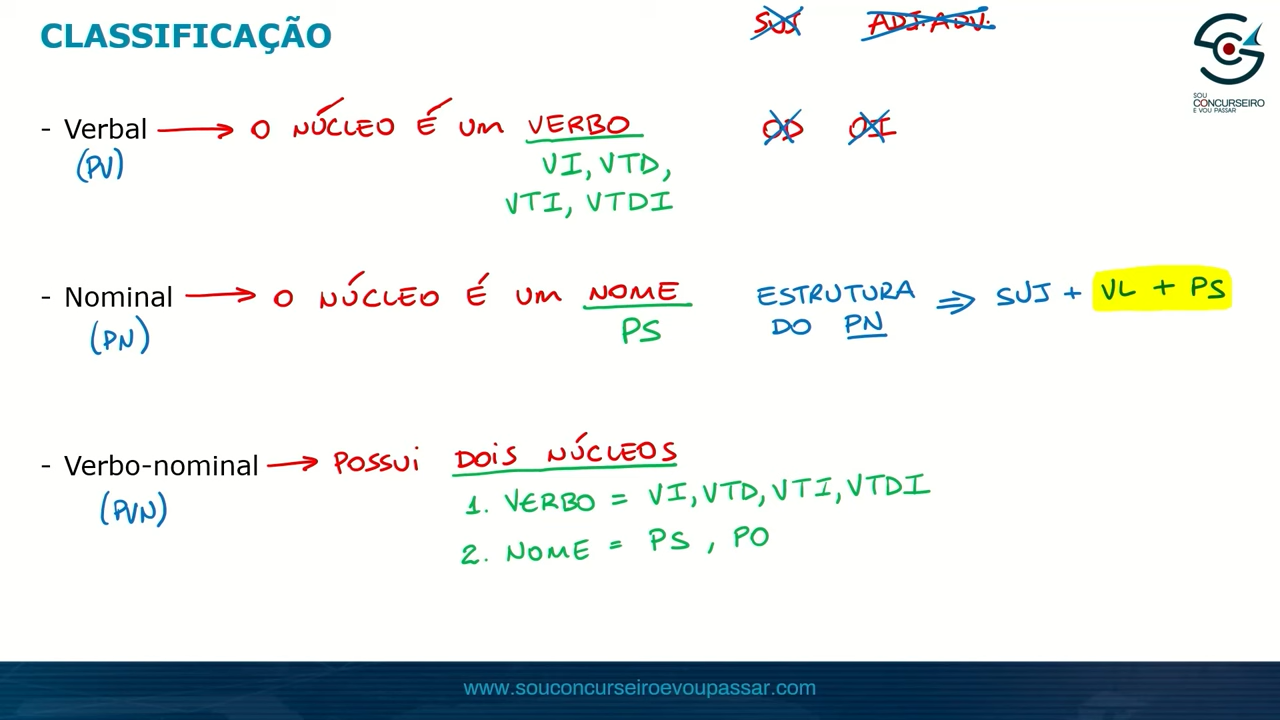 CLASSIFICAÇÃO
SUJ ADJ.ADV.
SOU
CONCURSEIRO
E VOU PASSAR
- Verbal → O NÚCLEO É UM VERBO OD OI
(PV) VI, VTD,
VTI, VTDI
- Nominal → O NÚCLEO É UM NOME ESTRUTURA ⇒ SUJ + VL + PS
(PN) PS DO PN
- Verbo-nominal → POSSUI DOIS NÚCLEOS
(PVN) 1. VERBO = VI, VTD, VTI, VTDI
2. NOME = PS, PO
www.souconcurseiroevoupassar.com